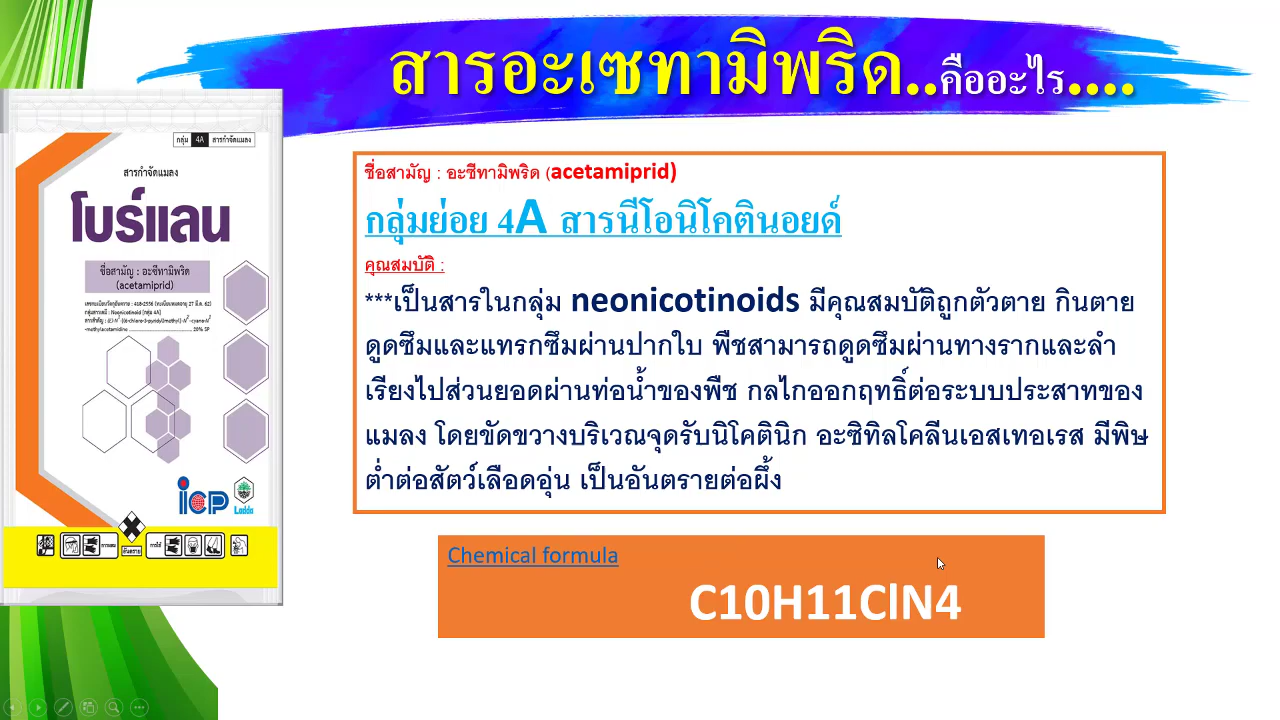 สารอะเซทามิพริด..คืออะไร....
กลุ่ม 4A สารกำจัดแมลง
สารกำจัดแมลง
โบร์แลน
ชื่อสามัญ : อะซีทามิพริด
(acetamiprid)
ICP
Ladda
อันตราย
ชื่อสามัญ : อะซีทามิพริด (acetamiprid)
กลุ่มย่อย 4A สารนีโอนิโคตินอยด์
คุณสมบัติ :
***เป็นสารในกลุ่ม neonicotinoids มีคุณสมบัติถูกตัวตาย กินตาย
ดูดซึมและแทรกซึมผ่านปากใบ พืชสามารถดูดซึมผ่านทางรากและลำ
เรียงไปส่วนยอดผ่านท่อน้ำของพืช กลไกออกฤทธิ์ต่อระบบประสาทของ
แมลง โดยขัดขวางบริเวณจุดรับนิโคตินิก อะซิทิลโคลีนเอสเทอเรส มีพิษ
ต่ำต่อสัตว์เลือดอุ่น เป็นอันตรายต่อผึ้ง
Chemical formula
C10H11ClN4